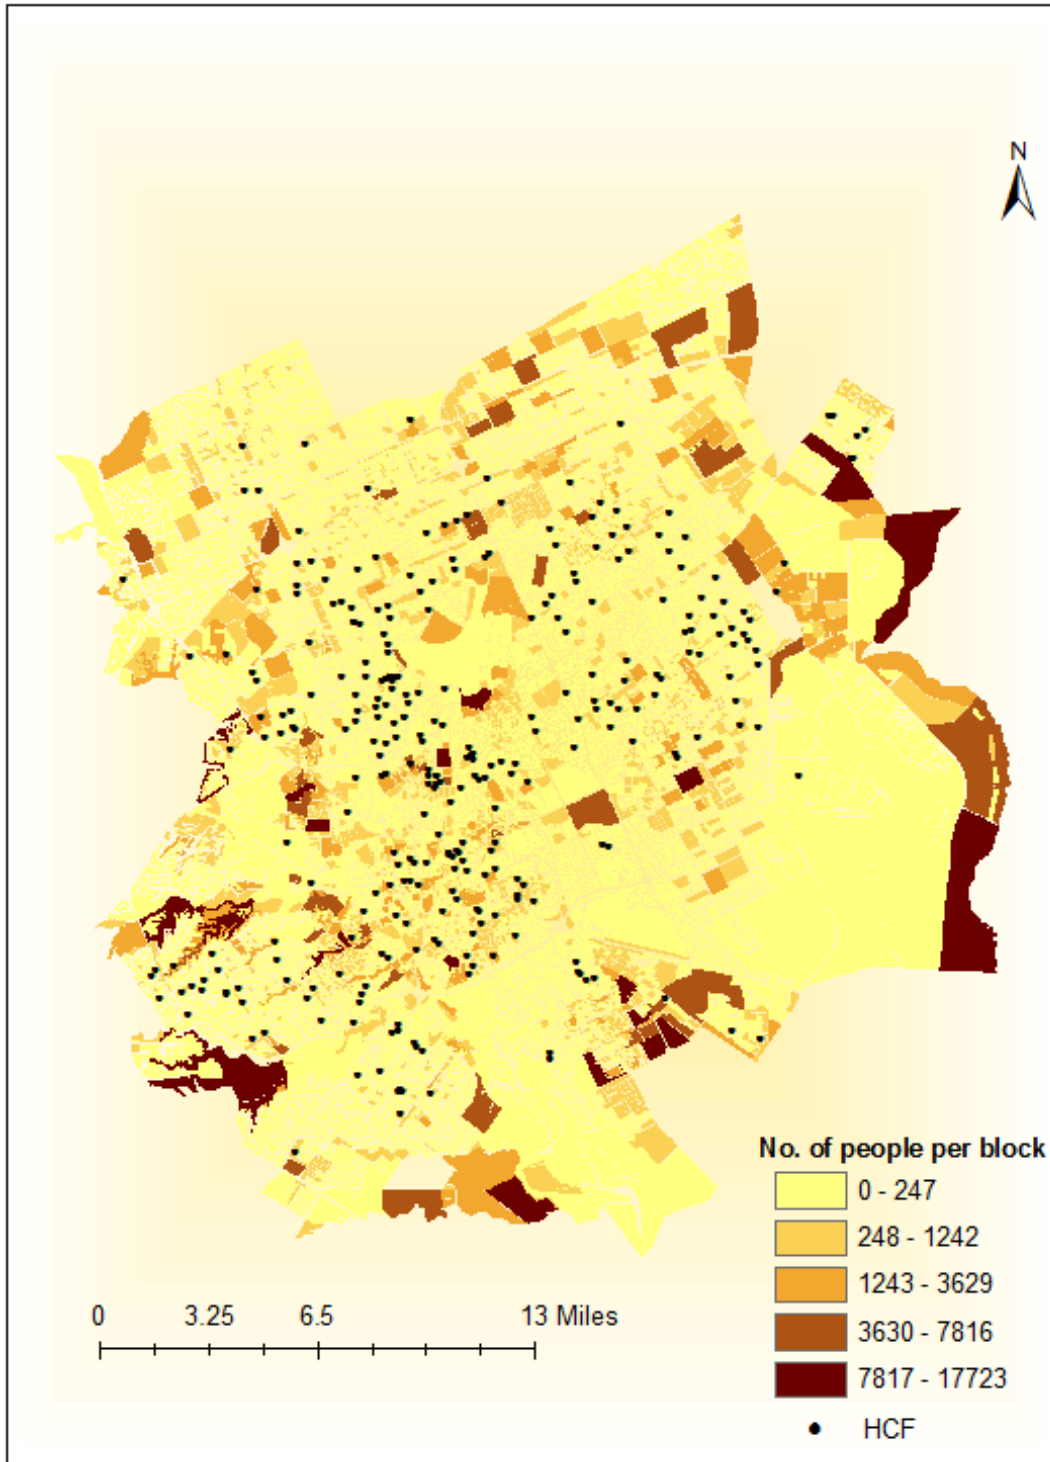 N
No. of people per block
0 - 247
248 - 1242
1243 - 3629
3630 - 7816
7817 - 17723
HCF
0 3.25 6.5 13 Miles